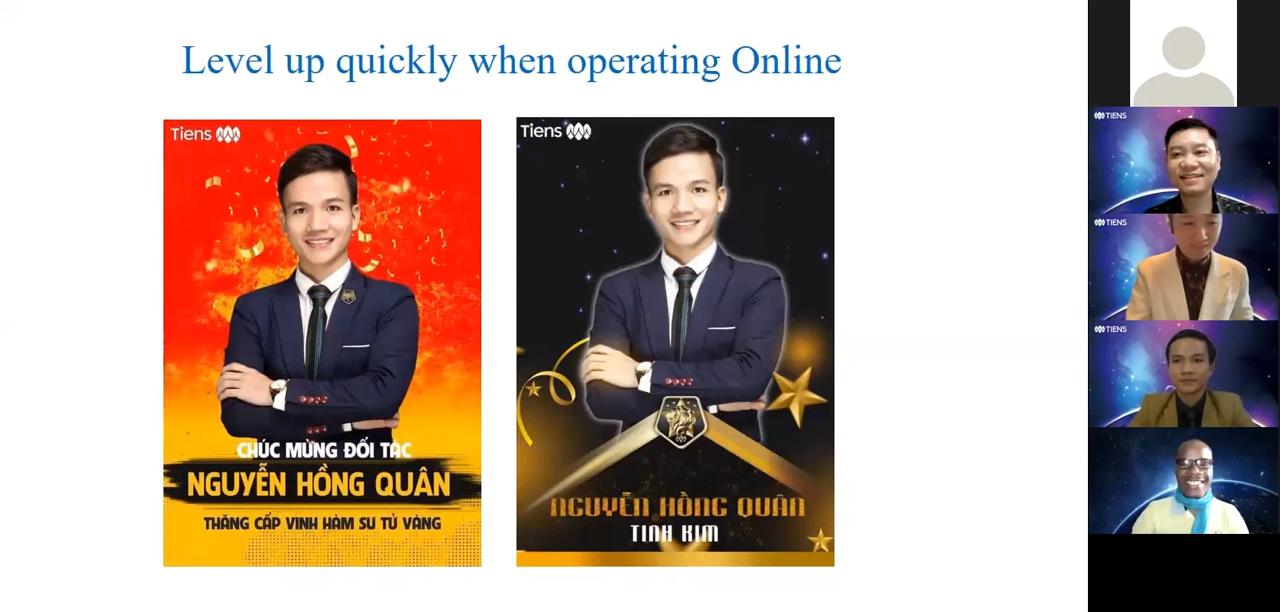 Level up quickly when operating Online
Tiens
CHÚC MỪNG ĐỐI TÁC
NGUYỄN HỒNG QUÂN
THĂNG CẤP VINH HÀM SƯ TỬ VÀNG
Tiens
NGUYỄN HỒNG QUÂN
TINH KIM
TIENS
TIENS
TIENS